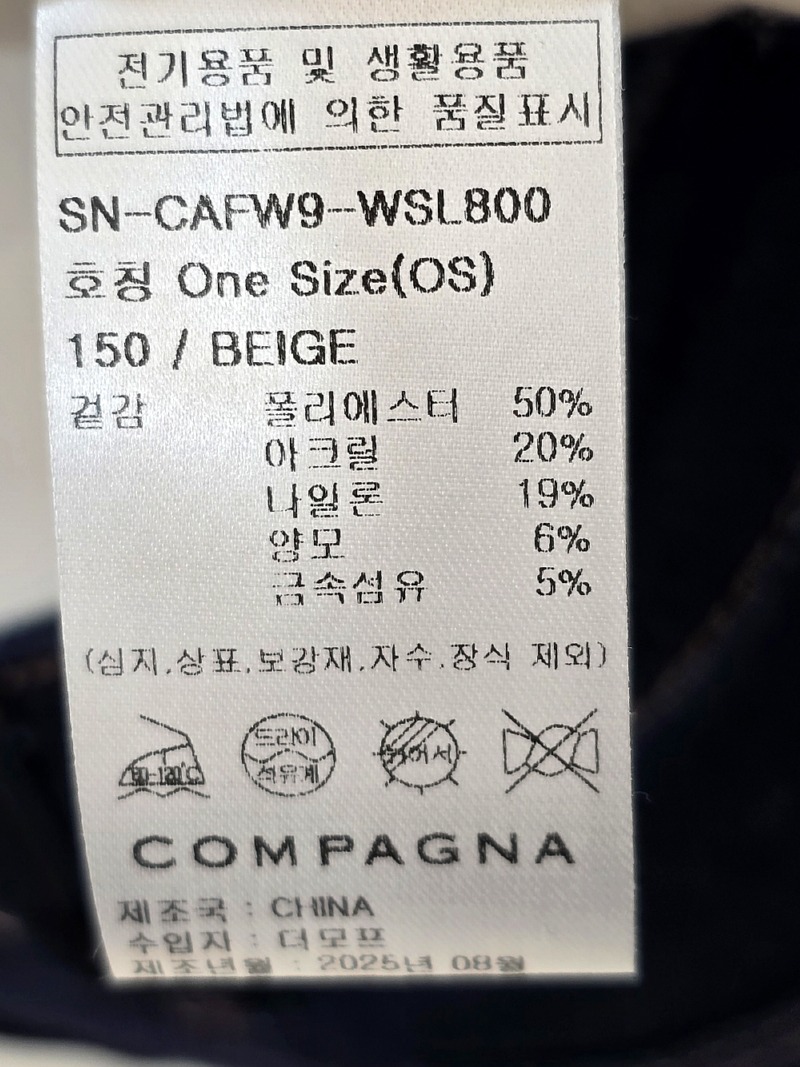 전기용품 및 생활용품
안전관리법에 의한 품질표시
SN-CAFW9-WSL800
호칭 One Size(OS)
150 / BEIGE
겉감 폴리에스터 50%
아크릴 20%
나일론 19%
양모 6%
금속섬유 5%
(심지,상표,보강재,자수,장식 제외)
80-120℃ 드라이 뉘어서
석유계
COMPAGNA
제조국 : CHINA
수입자 : 더모프
제조년월 : 2025년 08월